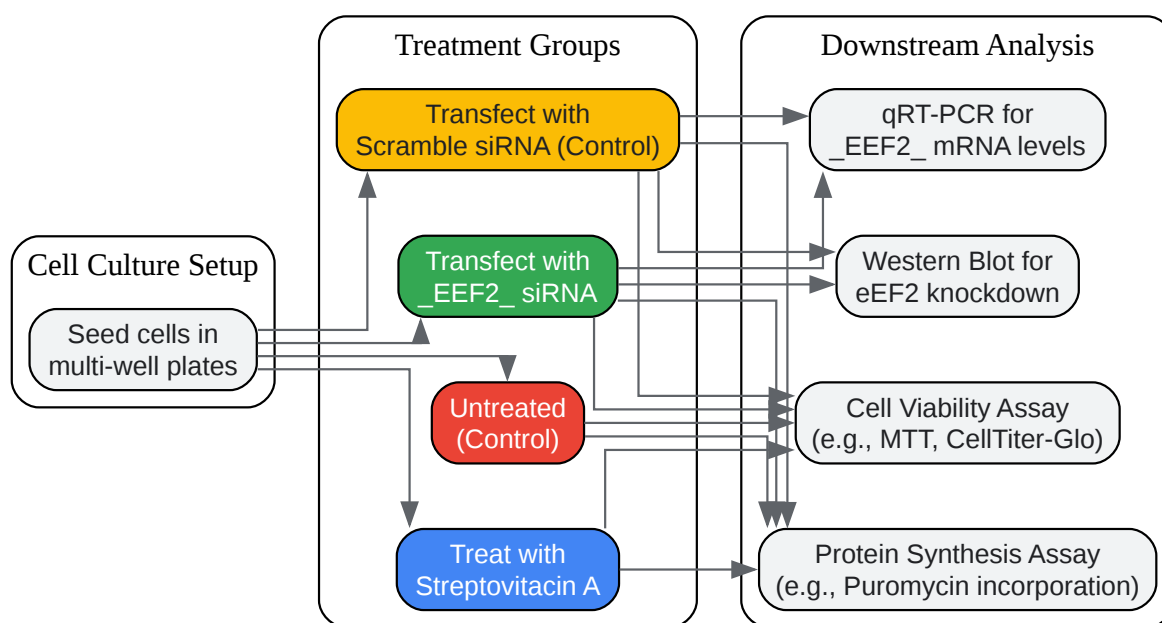 Cell Culture Setup
Seed cells in
multi-well plates
Treatment Groups
Transfect with
Scramble siRNA (Control)
Transfect with
_EEF2_ siRNA
Untreated
(Control)
Treat with
Streptovitacin A
Downstream Analysis
qRT-PCR for
_EEF2_ mRNA levels
Western Blot for
eEF2 knockdown
Cell Viability Assay
(e.g., MTT, CellTiter-Glo)
Protein Synthesis Assay
(e.g., Puromycin incorporation)